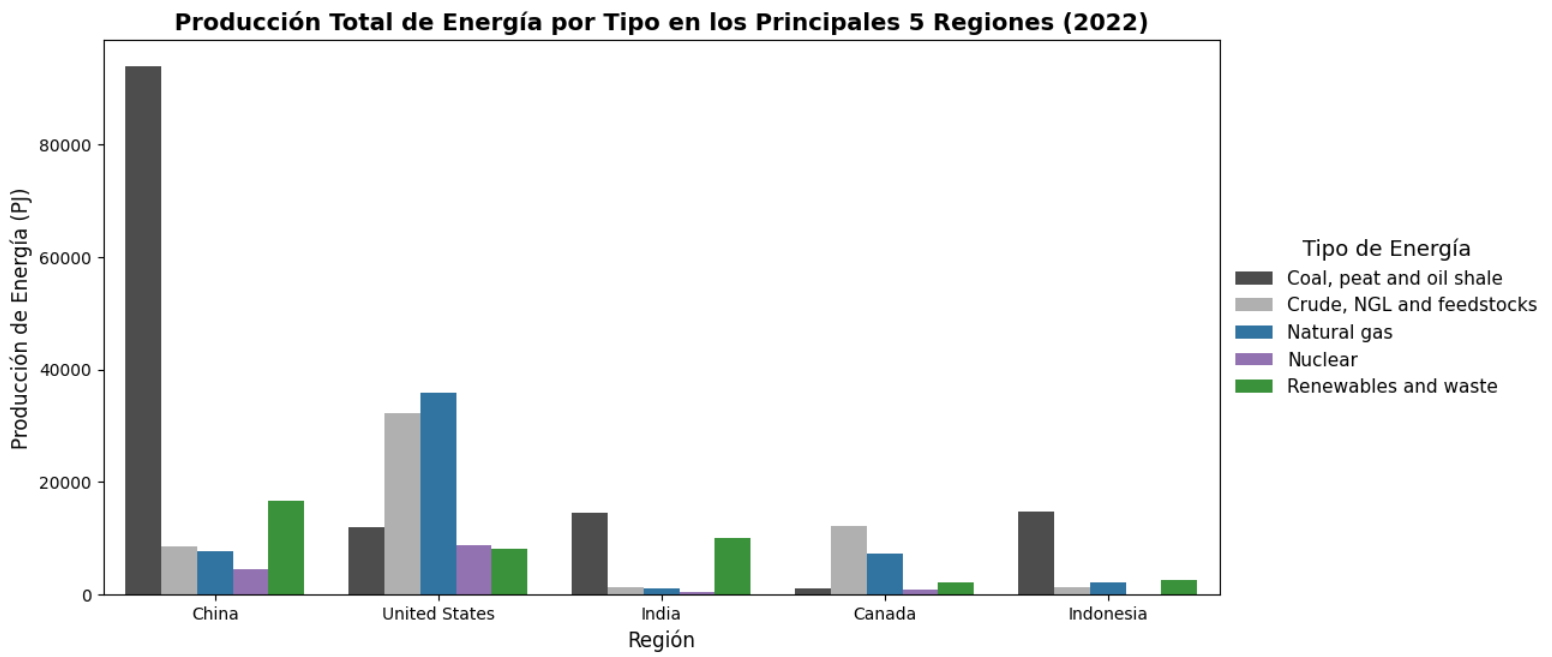 Producción Total de Energía por Tipo en los Principales 5 Regiones (2022)
Producción de Energía (PJ)
80000
60000
40000
20000
0
China
United States
India
Canada
Indonesia
Región
Tipo de Energía
Coal, peat and oil shale
Crude, NGL and feedstocks
Natural gas
Nuclear
Renewables and waste